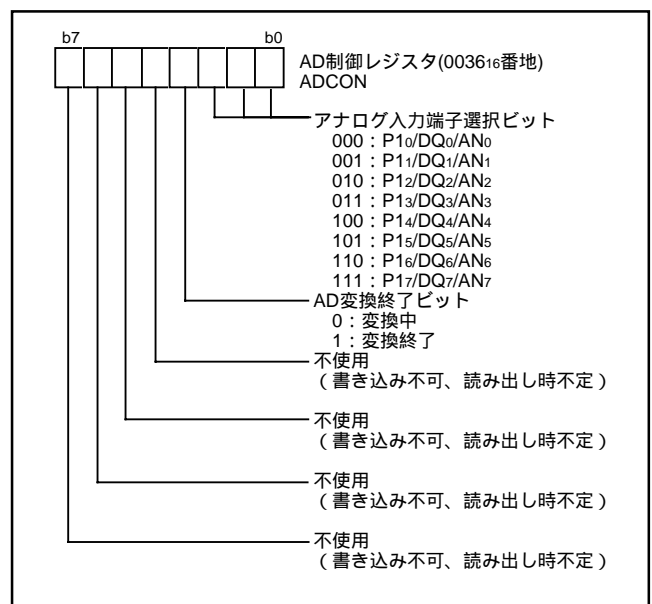 b7 b0
AD制御レジスタ(003616番地)
ADCON
アナログ入力端子選択ビット
000：P10/DQ0/AN0
001：P11/DQ1/AN1
010：P12/DQ2/AN2
011：P13/DQ3/AN3
100：P14/DQ4/AN4
101：P15/DQ5/AN5
110：P16/DQ6/AN6
111：P17/DQ7/AN7
AD変換終了ビット
0：変換中
1：変換終了
不使用
（書き込み不可、読み出し時不定）
不使用
（書き込み不可、読み出し時不定）
不使用
（書き込み不可、読み出し時不定）
不使用
（書き込み不可、読み出し時不定）